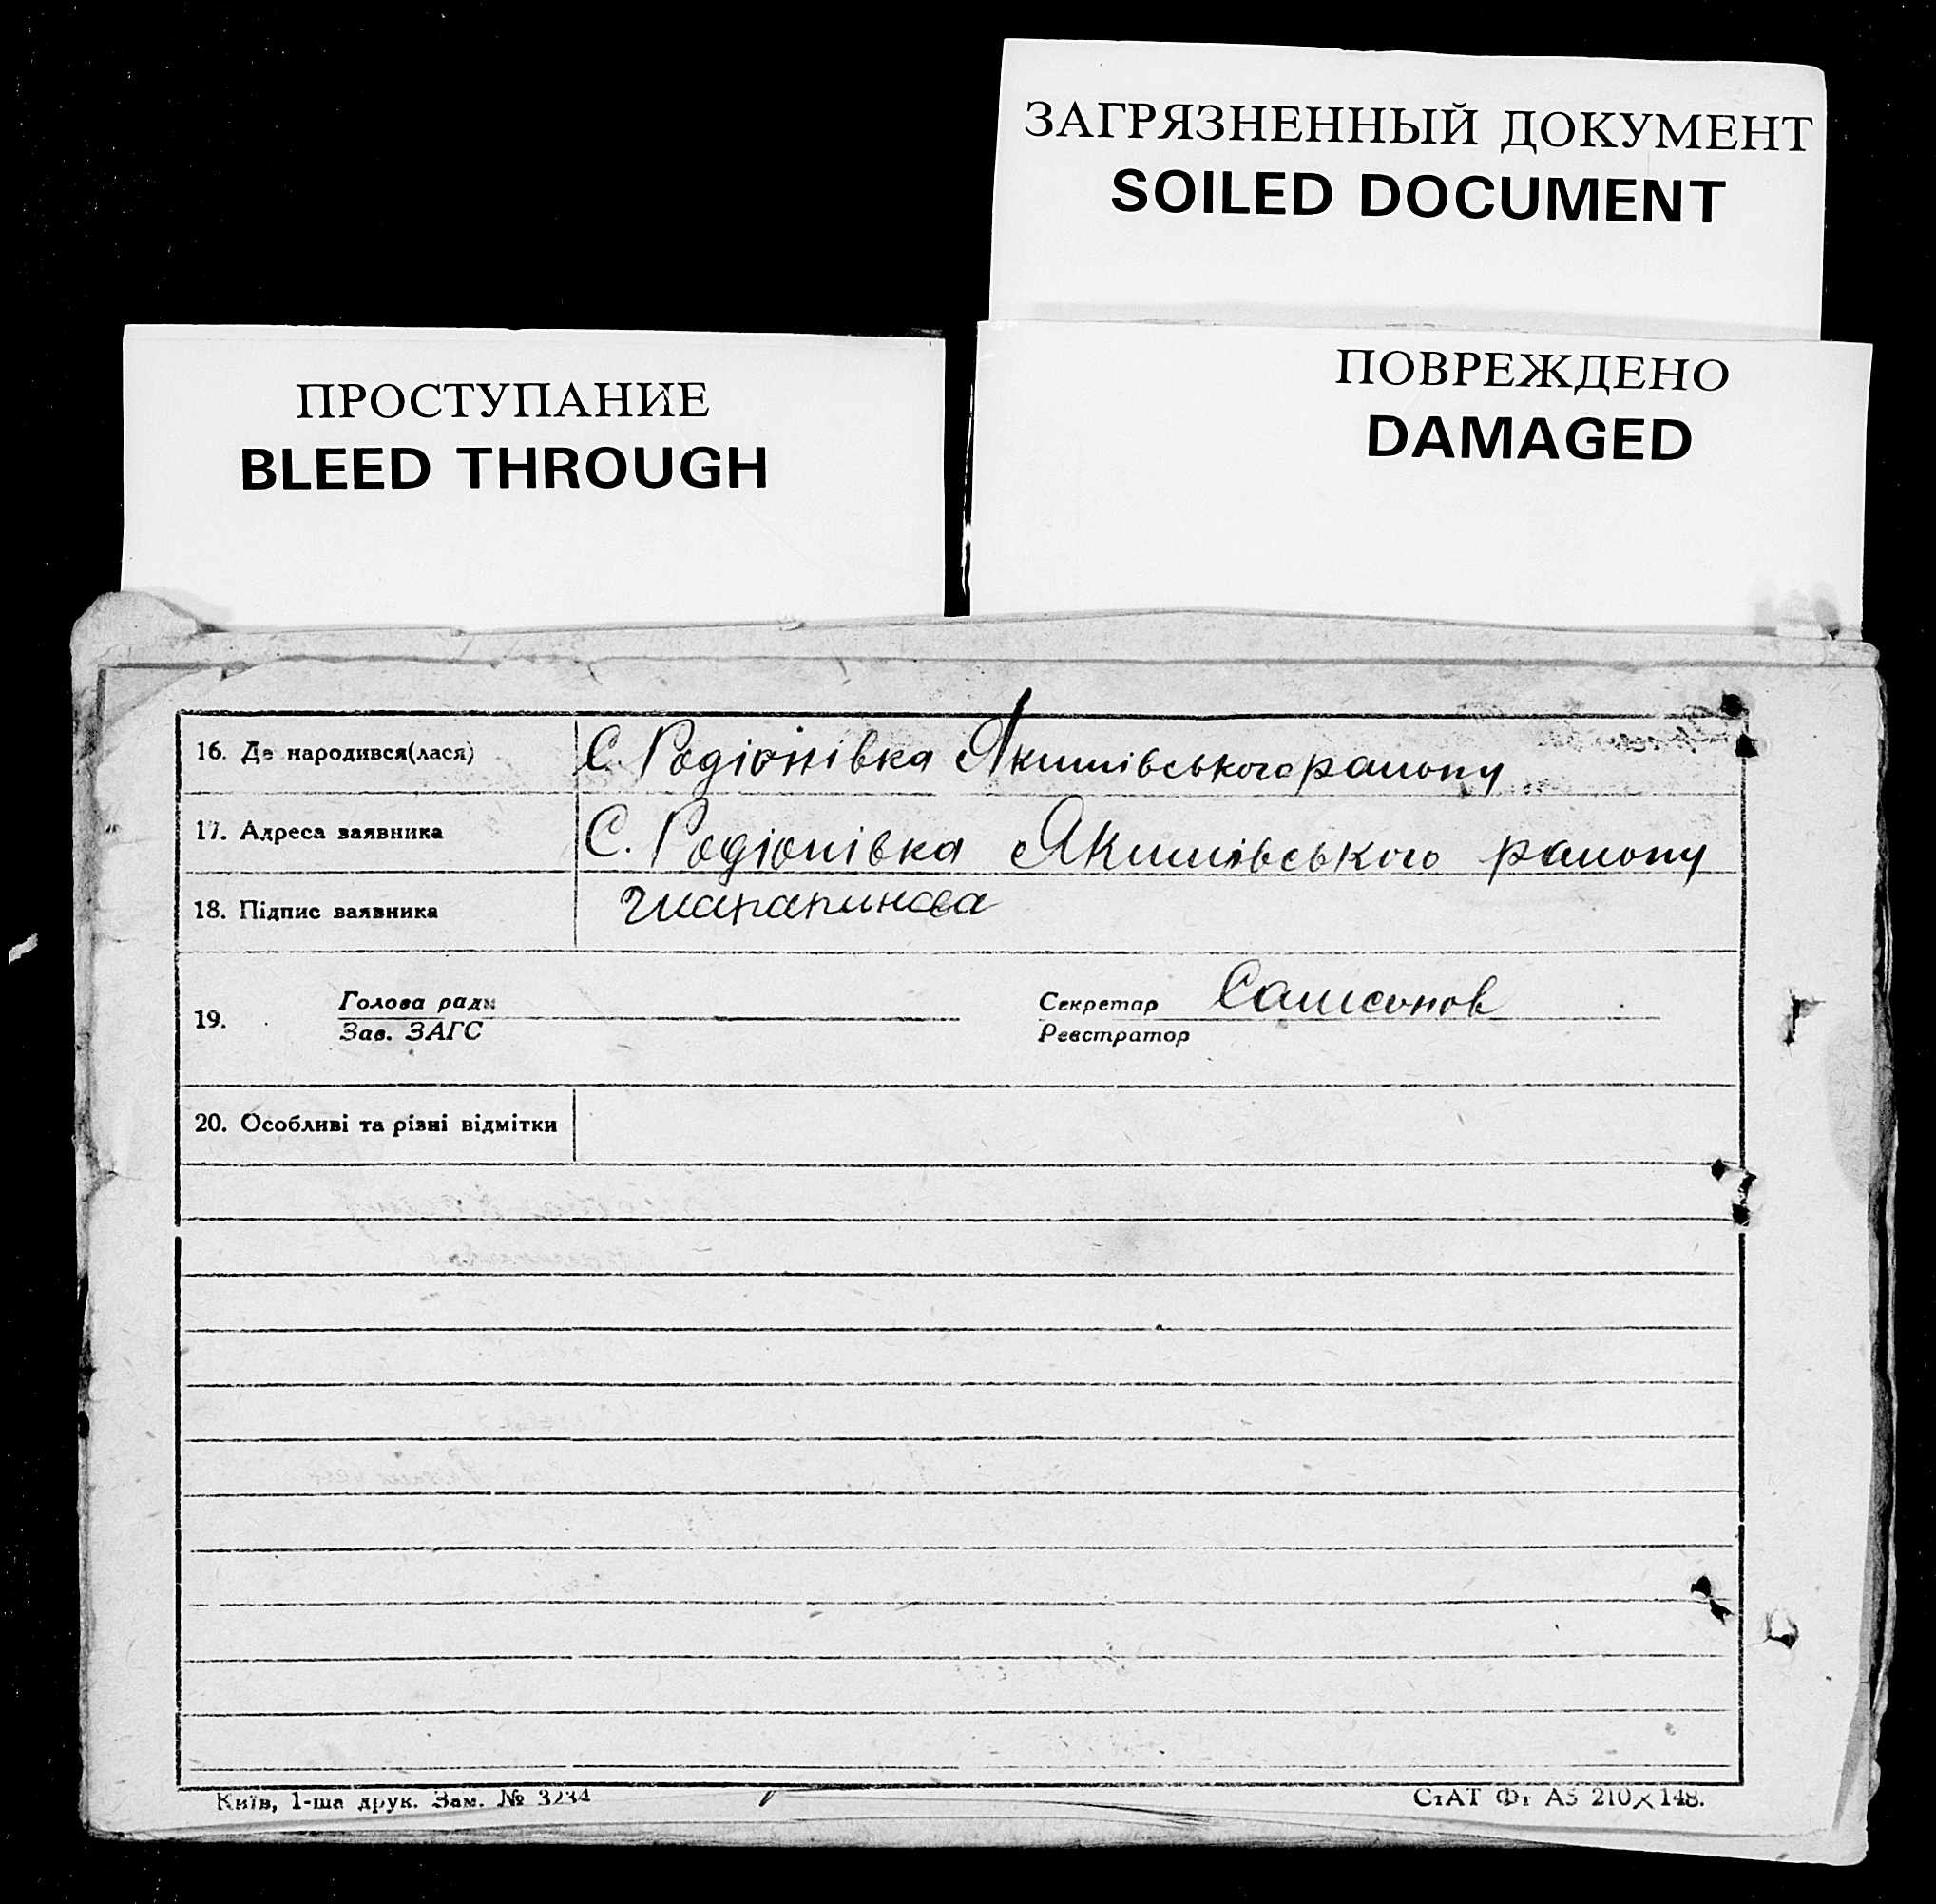 ЗАГРЯЗНЕННЫЙ ДОКУМЕНТ
SOILED DOCUMENT
ПРОСТУПАНИЕ
BLEED THROUGH
ПОВРЕЖДЕНО
DAMAGED
16. Де народився(лася) С. Родіонівка Якимівського району
17. Адреса заявника С. Родіонівка Якимівського району
18. Підпис заявника
19. Голова ради
Зав. ЗАГС
Секретар Самсонов
Реєстратор
20. Особливі та різні відмітки
Київ, 1-ша друк. Зам. № 3234
СтАТ Фт А5 210×148.